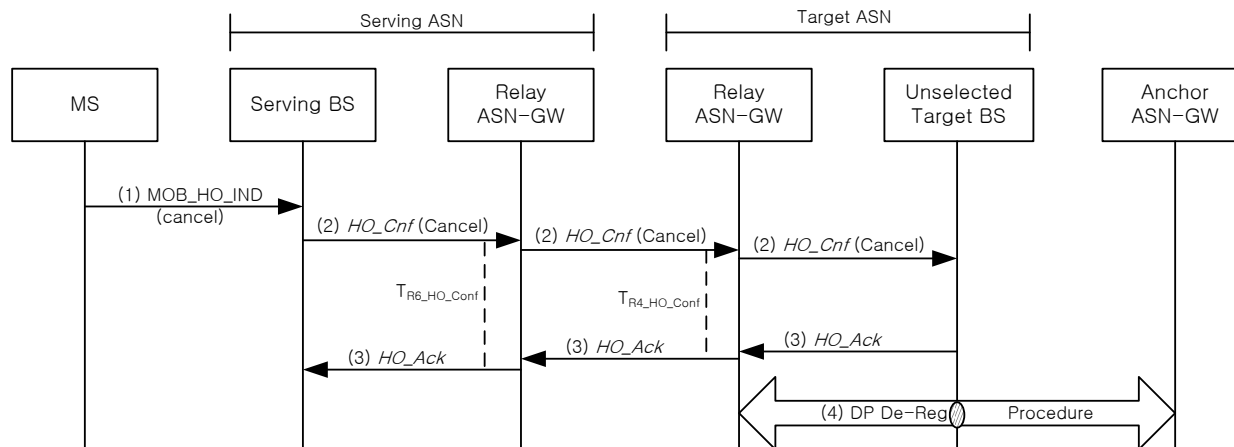 Serving ASN
Target ASN
MS
Serving BS
Relay
ASN-GW
Relay
ASN-GW
Unselected
Target BS
Anchor
ASN-GW
(1) MOB_HO_IND
(cancel)
(2) HO_Cnf (Cancel)
(2) HO_Cnf (Cancel)
(2) HO_Cnf (Cancel)
TR6_HO_Conf
TR4_HO_Conf
(3) HO_Ack
(3) HO_Ack
(3) HO_Ack
(4) DP De-Reg Procedure